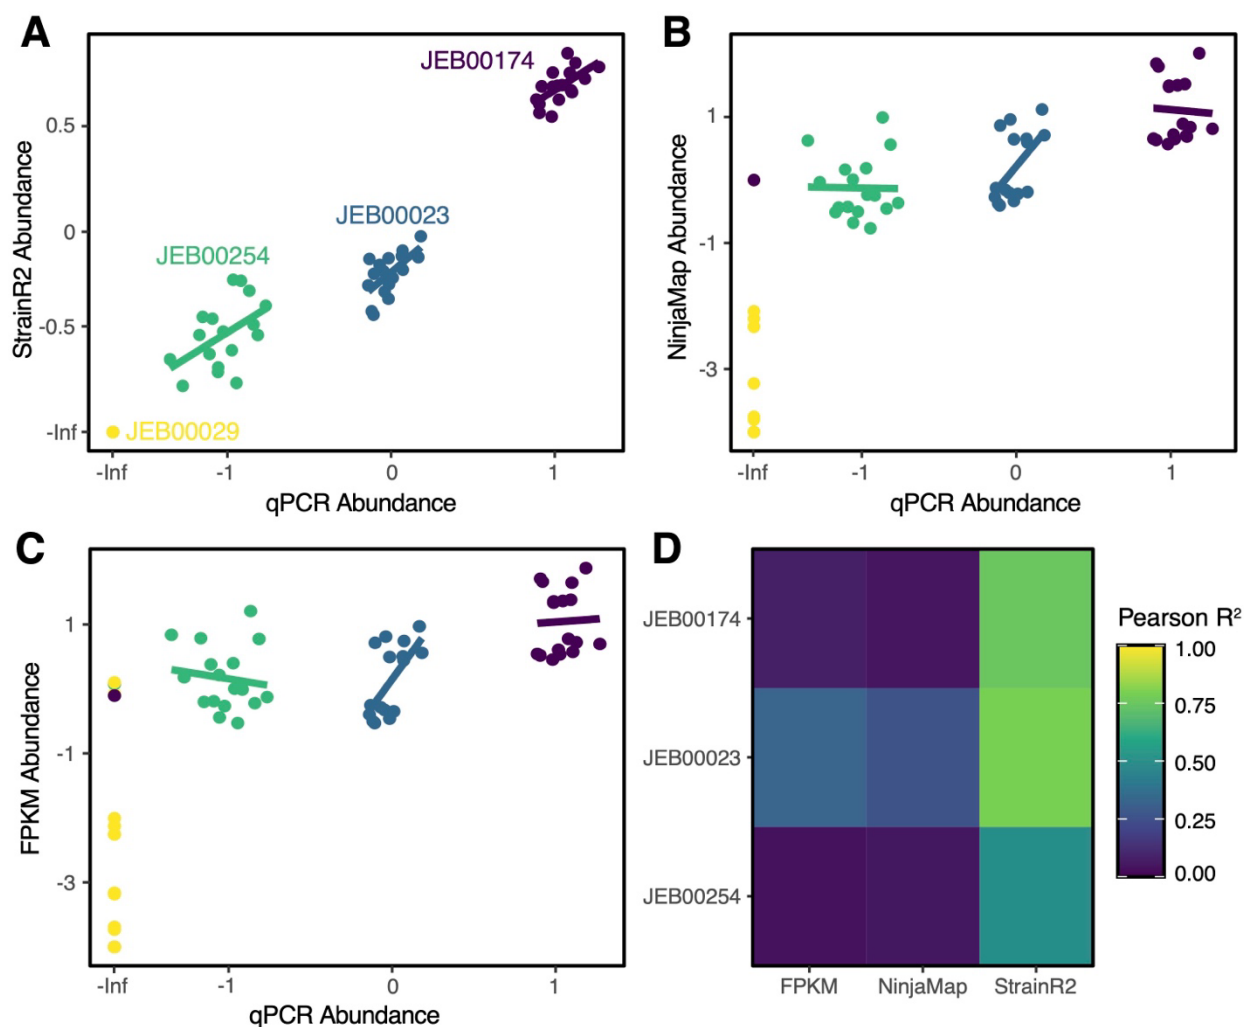 A
JEB00174
JEB00023
JEB00254
JEB00029
StrainR2 Abundance
0.5
0
-0.5
-Inf
-Inf
-1
0
1
qPCR Abundance
B
NinjaMap Abundance
1
-1
-3
-Inf
-1
0
1
qPCR Abundance
C
FPKM Abundance
1
-1
-3
-Inf
-1
0
1
qPCR Abundance
D
JEB00174
JEB00023
JEB00254
FPKM
NinjaMap
StrainR2
Pearson R²
1.00
0.75
0.50
0.25
0.00